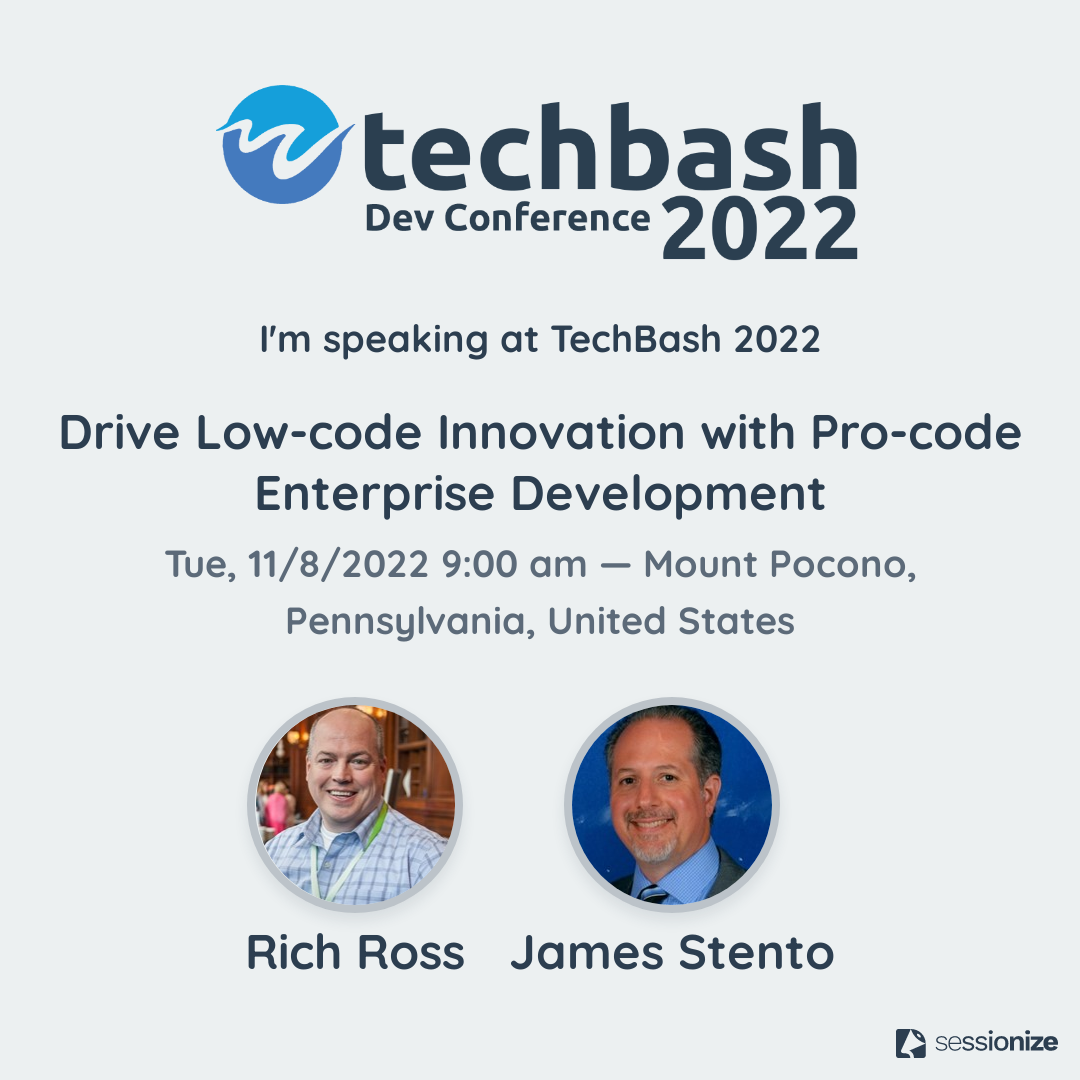 techbash
Dev Conference 2022
I'm speaking at TechBash 2022
Drive Low-code Innovation with Pro-code
Enterprise Development
Tue, 11/8/2022 9:00 am — Mount Pocono,
Pennsylvania, United States
Rich Ross James Stento
sessionize